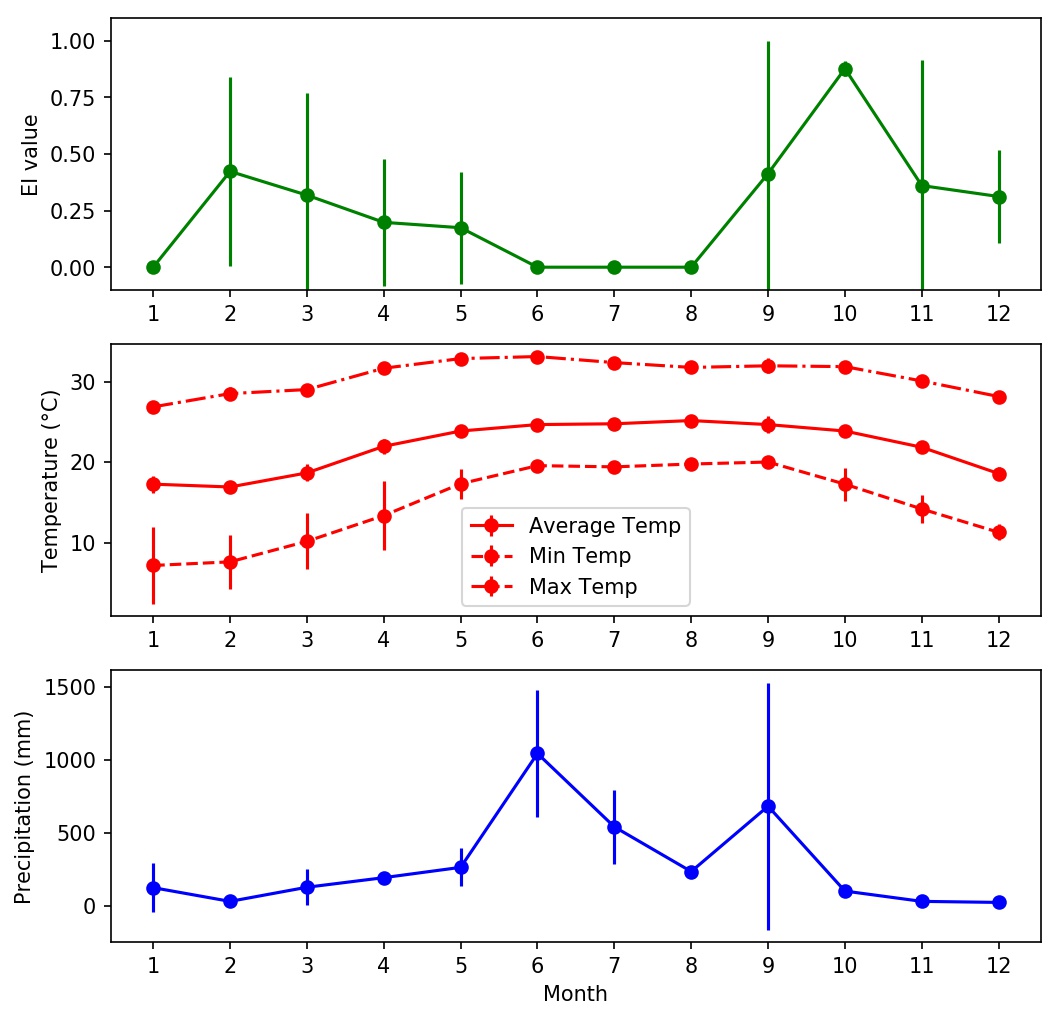 EI value
1.00
0.75
0.50
0.25
0.00
1 2 3 4 5 6 7 8 9 10 11 12
Temperature (°C)
30
20
10
Average Temp
Min Temp
Max Temp
1 2 3 4 5 6 7 8 9 10 11 12
Precipitation (mm)
1500
1000
500
0
1 2 3 4 5 6 7 8 9 10 11 12
Month